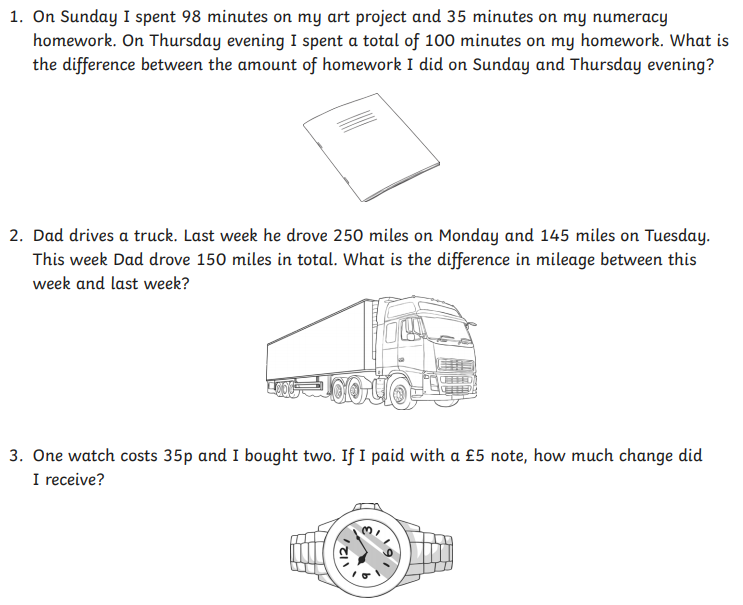 1. On Sunday I spent 98 minutes on my art project and 35 minutes on my numeracy
homework. On Thursday evening I spent a total of 100 minutes on my homework. What is
the difference between the amount of homework I did on Sunday and Thursday evening?
2. Dad drives a truck. Last week he drove 250 miles on Monday and 145 miles on Tuesday.
This week Dad drove 150 miles in total. What is the difference in mileage between this
week and last week?
3. One watch costs 35p and I bought two. If I paid with a £5 note, how much change did
I receive?
12
3
6
9